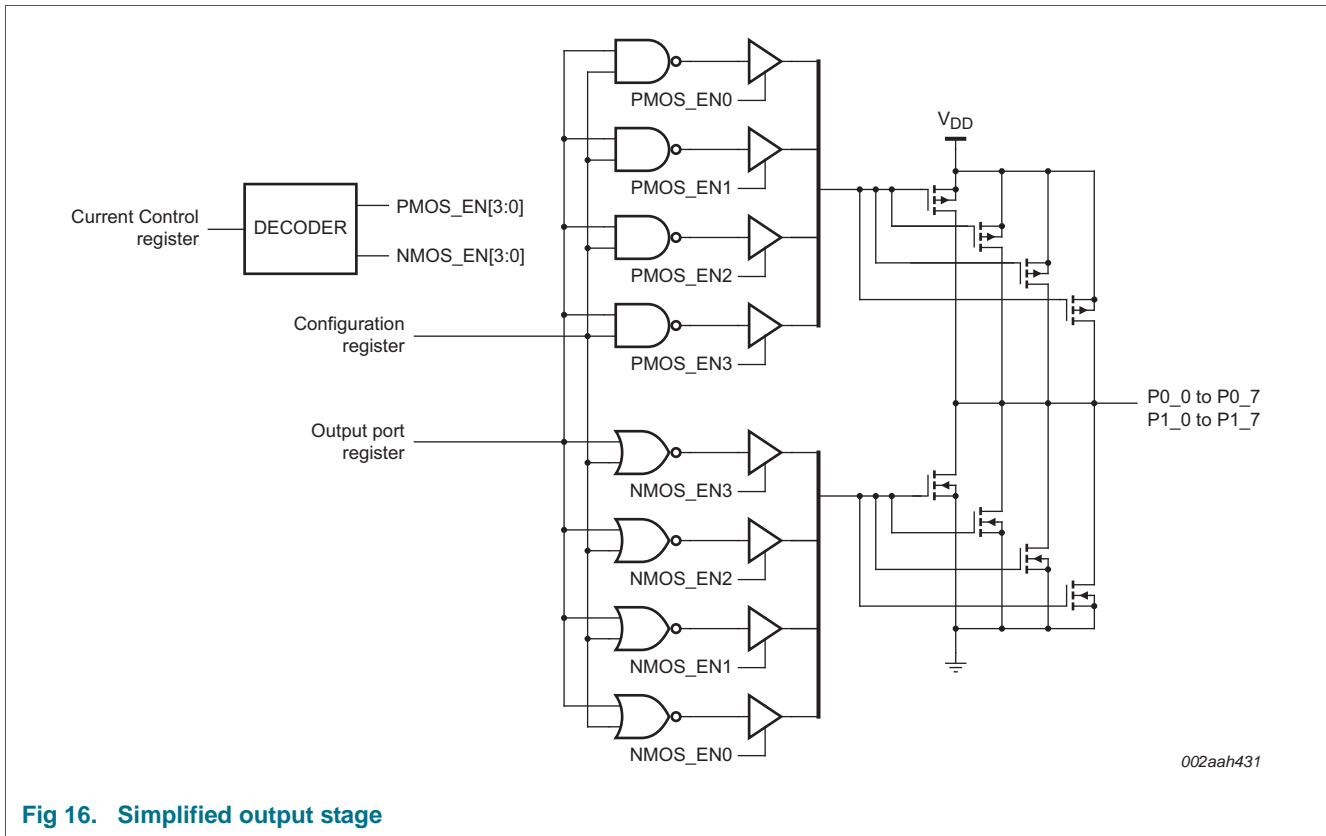 PMOS_EN0
PMOS_EN1
PMOS_EN2
PMOS_EN3
Current Control
register
DECODER
PMOS_EN[3:0]
NMOS_EN[3:0]
Configuration
register
Output port
register
NMOS_EN3
NMOS_EN2
NMOS_EN1
NMOS_EN0
VDD
P0_0 to P0_7
P1_0 to P1_7
002aah431
Fig 16. Simplified output stage